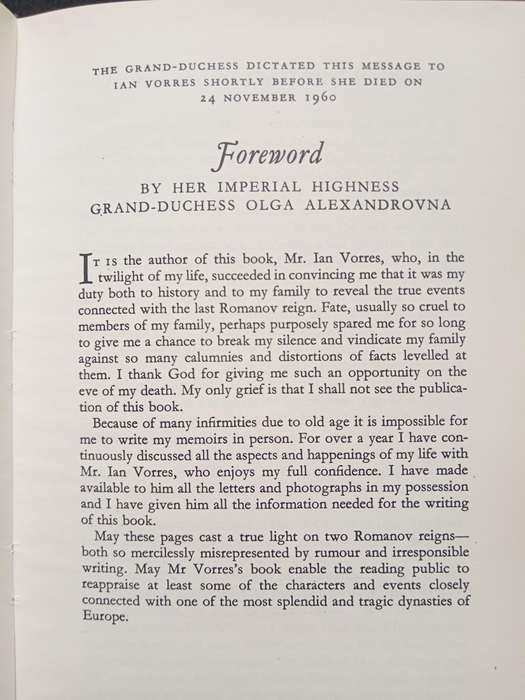 THE GRAND-DUCHESS DICTATED THIS MESSAGE TO
IAN VORRES SHORTLY BEFORE SHE DIED ON
24 NOVEMBER 1960
Foreword
BY HER IMPERIAL HIGHNESS
GRAND-DUCHESS OLGA ALEXANDROVNA
IT IS the author of this book, Mr. Ian Vorres, who, in the
twilight of my life, succeeded in convincing me that it was my
duty both to history and to my family to reveal the true events
connected with the last Romanov reign. Fate, usually so cruel to
members of my family, perhaps purposely spared me for so long
to give me a chance to break my silence and vindicate my family
against so many calumnies and distortions of facts levelled at
them. I thank God for giving me such an opportunity on the
eve of my death. My only grief is that I shall not see the publica-
tion of this book.
Because of many infirmities due to old age it is impossible for
me to write my memoirs in person. For over a year I have con-
tinuously discussed all the aspects and happenings of my life with
Mr. Ian Vorres, who enjoys my full confidence. I have made
available to him all the letters and photographs in my possession
and I have given him all the information needed for the writing
of this book.
May these pages cast a true light on two Romanov reigns—
both so mercilessly misrepresented by rumour and irresponsible
writing. May Mr Vorres's book enable the reading public to
reappraise at least some of the characters and events closely
connected with one of the most splendid and tragic dynasties of
Europe.